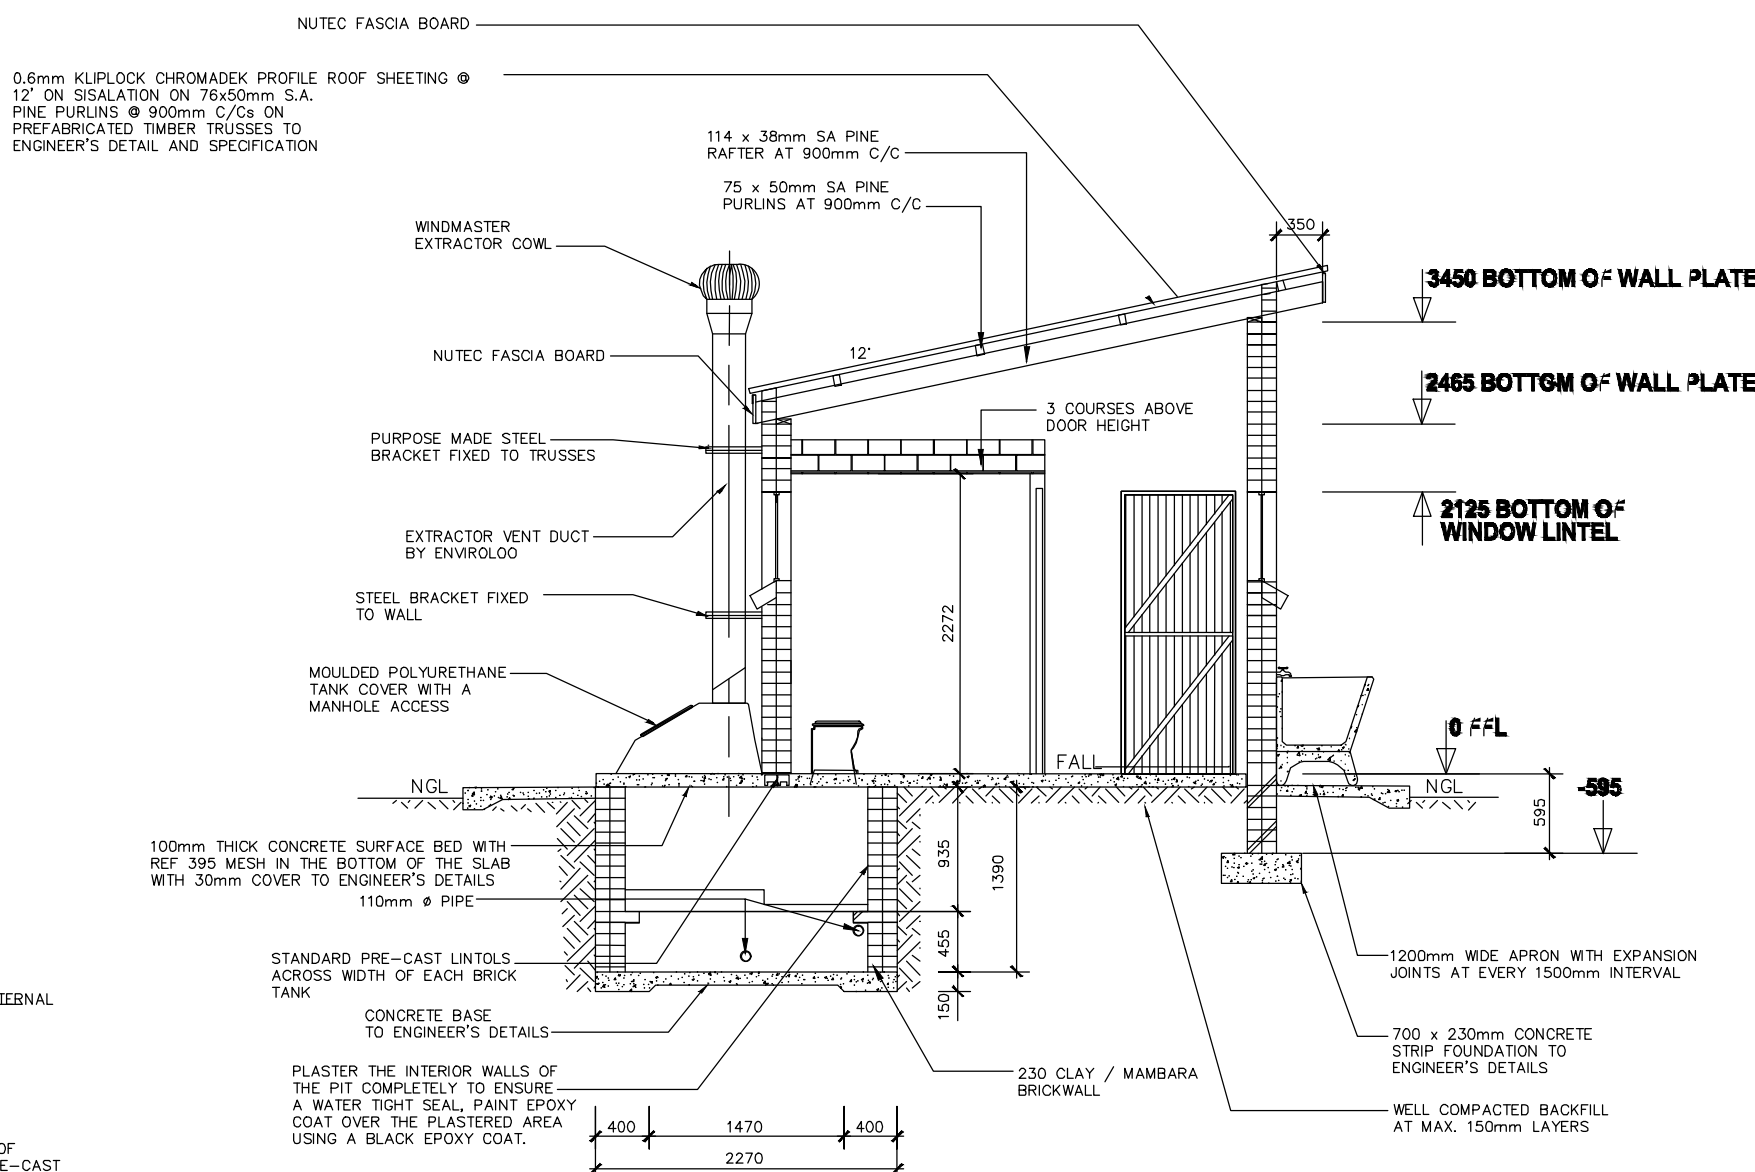 NUTEC FASCIA BOARD
0.6mm KLIPLOCK CHROMADEK PROFILE ROOF SHEETING @
12° ON SISALATION ON 76x50mm S.A.
PINE PURLINS @ 900mm C/Cs ON
PREFABRICATED TIMBER TRUSSES TO
ENGINEER'S DETAIL AND SPECIFICATION
114 x 38mm SA PINE
RAFTER AT 900mm C/C
75 x 50mm SA PINE
PURLINS AT 900mm C/C
WINDMASTER
EXTRACTOR COWL
350
3450 BOTTOM OF WALL PLATE
NUTEC FASCIA BOARD
12°
2465 BOTTOM OF WALL PLATE
3 COURSES ABOVE
DOOR HEIGHT
PURPOSE MADE STEEL
BRACKET FIXED TO TRUSSES
2125 BOTTOM OF
WINDOW LINTEL
EXTRACTOR VENT DUCT
BY ENVIROLOO
STEEL BRACKET FIXED
TO WALL
2272
MOULDED POLYURETHANE
TANK COVER WITH A
MANHOLE ACCESS
0 FFL
FALL
NGL
NGL
-595
595
100mm THICK CONCRETE SURFACE BED WITH
REF 395 MESH IN THE BOTTOM OF THE SLAB
WITH 30mm COVER TO ENGINEER'S DETAILS
935
1390
110mm ø PIPE
455
STANDARD PRE-CAST LINTOLS
ACROSS WIDTH OF EACH BRICK
TANK
1200mm WIDE APRON WITH EXPANSION
JOINTS AT EVERY 1500mm INTERVAL
TERNAL
150
CONCRETE BASE
TO ENGINEER'S DETAILS
700 x 230mm CONCRETE
STRIP FOUNDATION TO
ENGINEER'S DETAILS
PLASTER THE INTERIOR WALLS OF
THE PIT COMPLETELY TO ENSURE
A WATER TIGHT SEAL, PAINT EPOXY
COAT OVER THE PLASTERED AREA
USING A BLACK EPOXY COAT.
230 CLAY / MAMBARA
BRICKWALL
WELL COMPACTED BACKFILL
AT MAX. 150mm LAYERS
400
1470
400
2270
OF
E-CAST